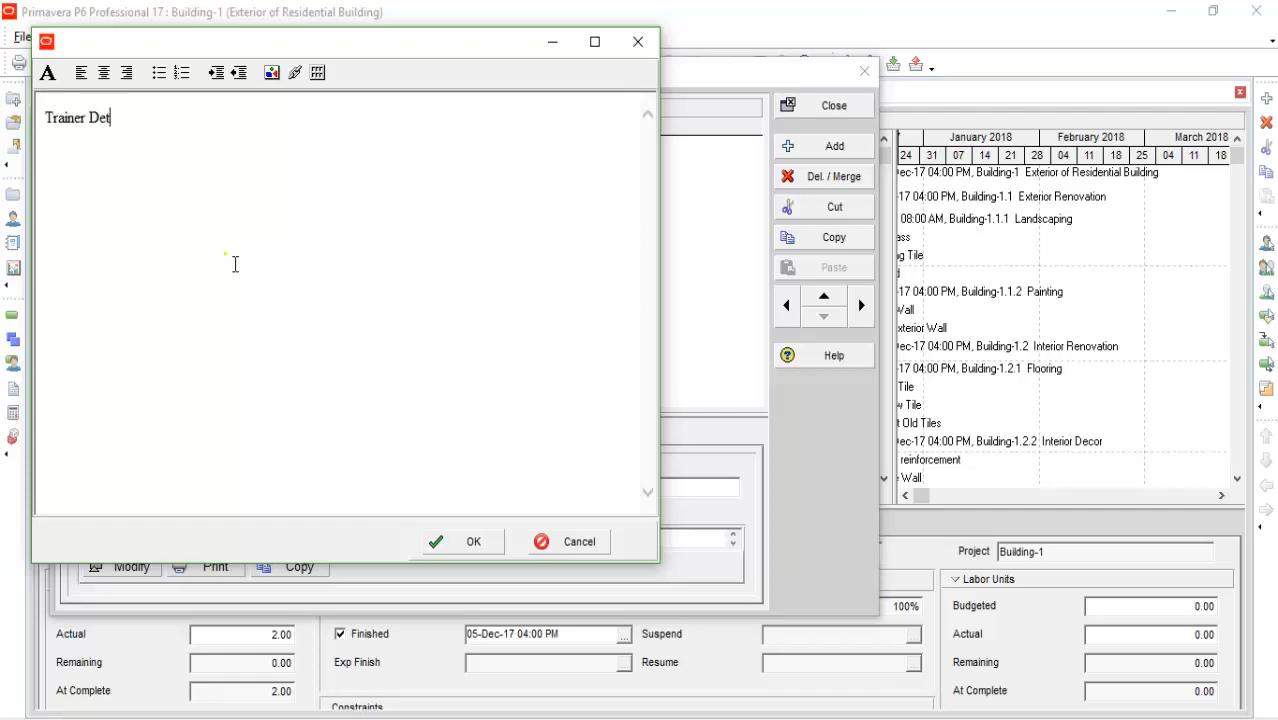 Primavera P6 Professional 17 : Building-1 (Exterior of Residential Building)
File
Trainer Det
OK
Cancel
Close
Add
Del. / Merge
Cut
Copy
Paste
Help
Modify
Print
Copy
January 2018
February 2018
March 2018
24 31 07 14 21 28 04 11 18 25 04 11 18
ec-17 04:00 PM, Building-1 Exterior of Residential Building
-17 04:00 PM, Building-1.1 Exterior Renovation
08:00 AM, Building-1.1.1 Landscaping
ass
ng Tile
d
-17 04:00 PM, Building-1.1.2 Painting
Wall
xterior Wall
Dec-17 04:00 PM, Building-1.2 Interior Renovation
-17 04:00 PM, Building-1.2.1 Flooring
Tile
w Tile
t Old Tiles
Dec-17 04:00 PM, Building-1.2.2 Interior Decor
reinforcement
e Wall
Project Building-1
Labor Units
Budgeted 0.00
Actual 0.00
Remaining 0.00
At Complete 0.00
100%
Actual 2.00
Remaining 0.00
At Complete 2.00
Finished 05-Dec-17 04:00 PM
Exp Finish
Suspend
Resume
Constraints